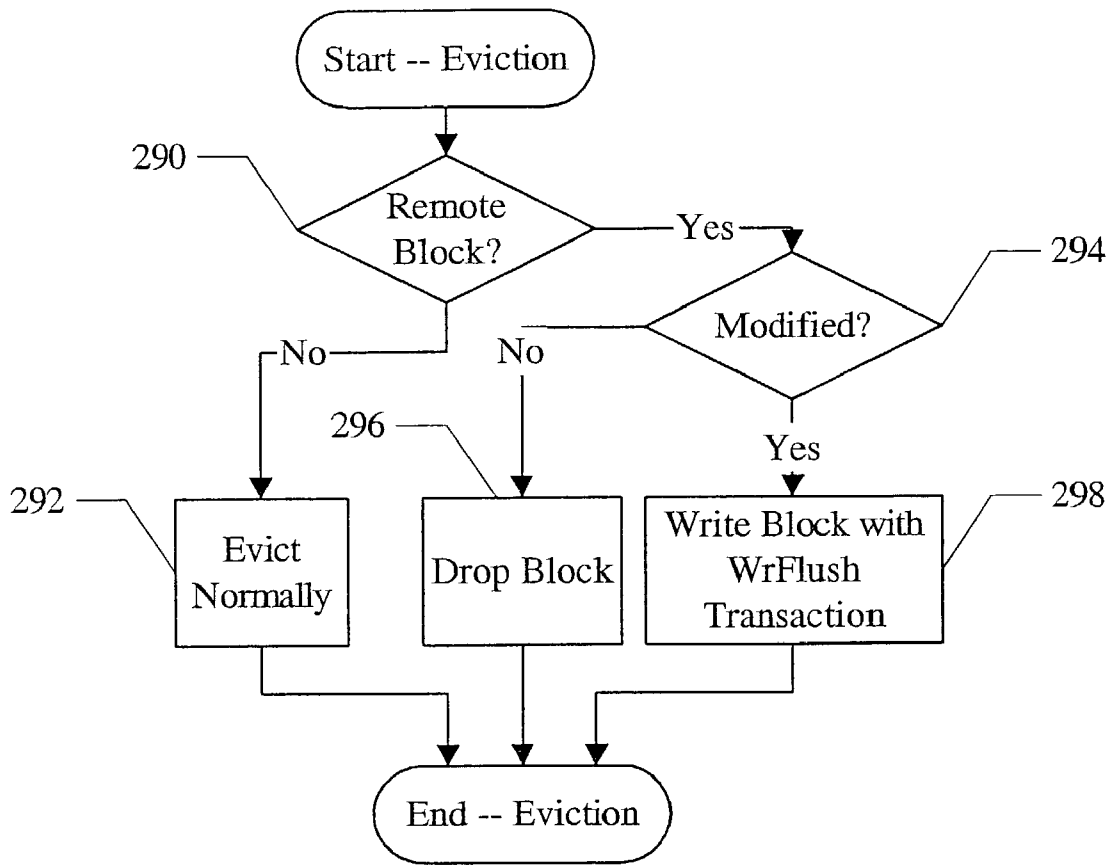 Start -- Eviction
290
Remote
Block?
Yes
294
Modified?
No
No
296
Yes
292
298
Evict
Normally
Drop Block
Write Block with
WrFlush
Transaction
End -- Eviction